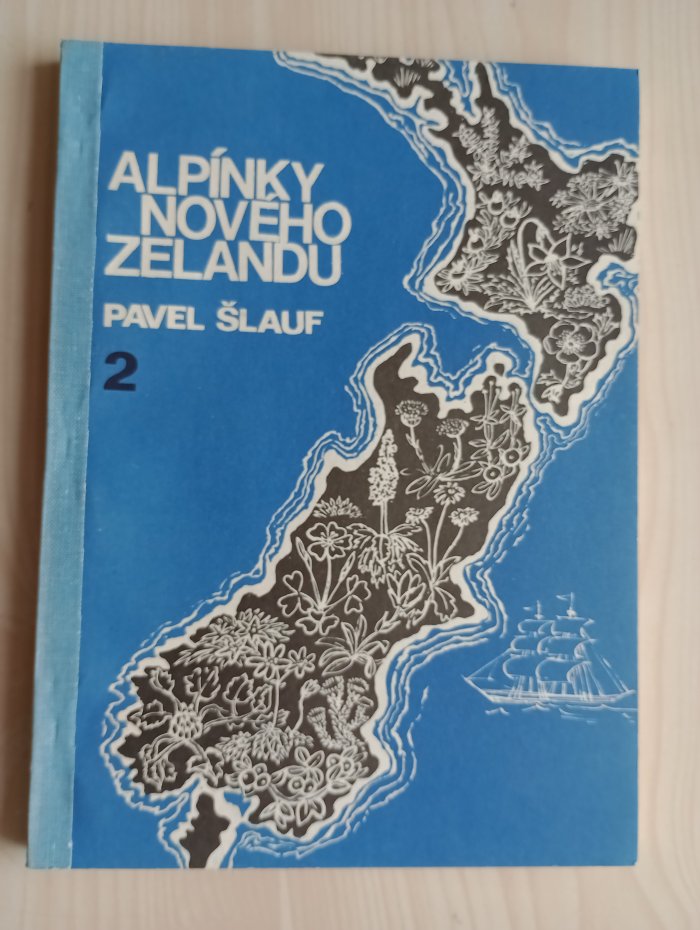 ALPÍNKY
NOVÉHO
ZELANDU
PAVEL ŠLAUF
2